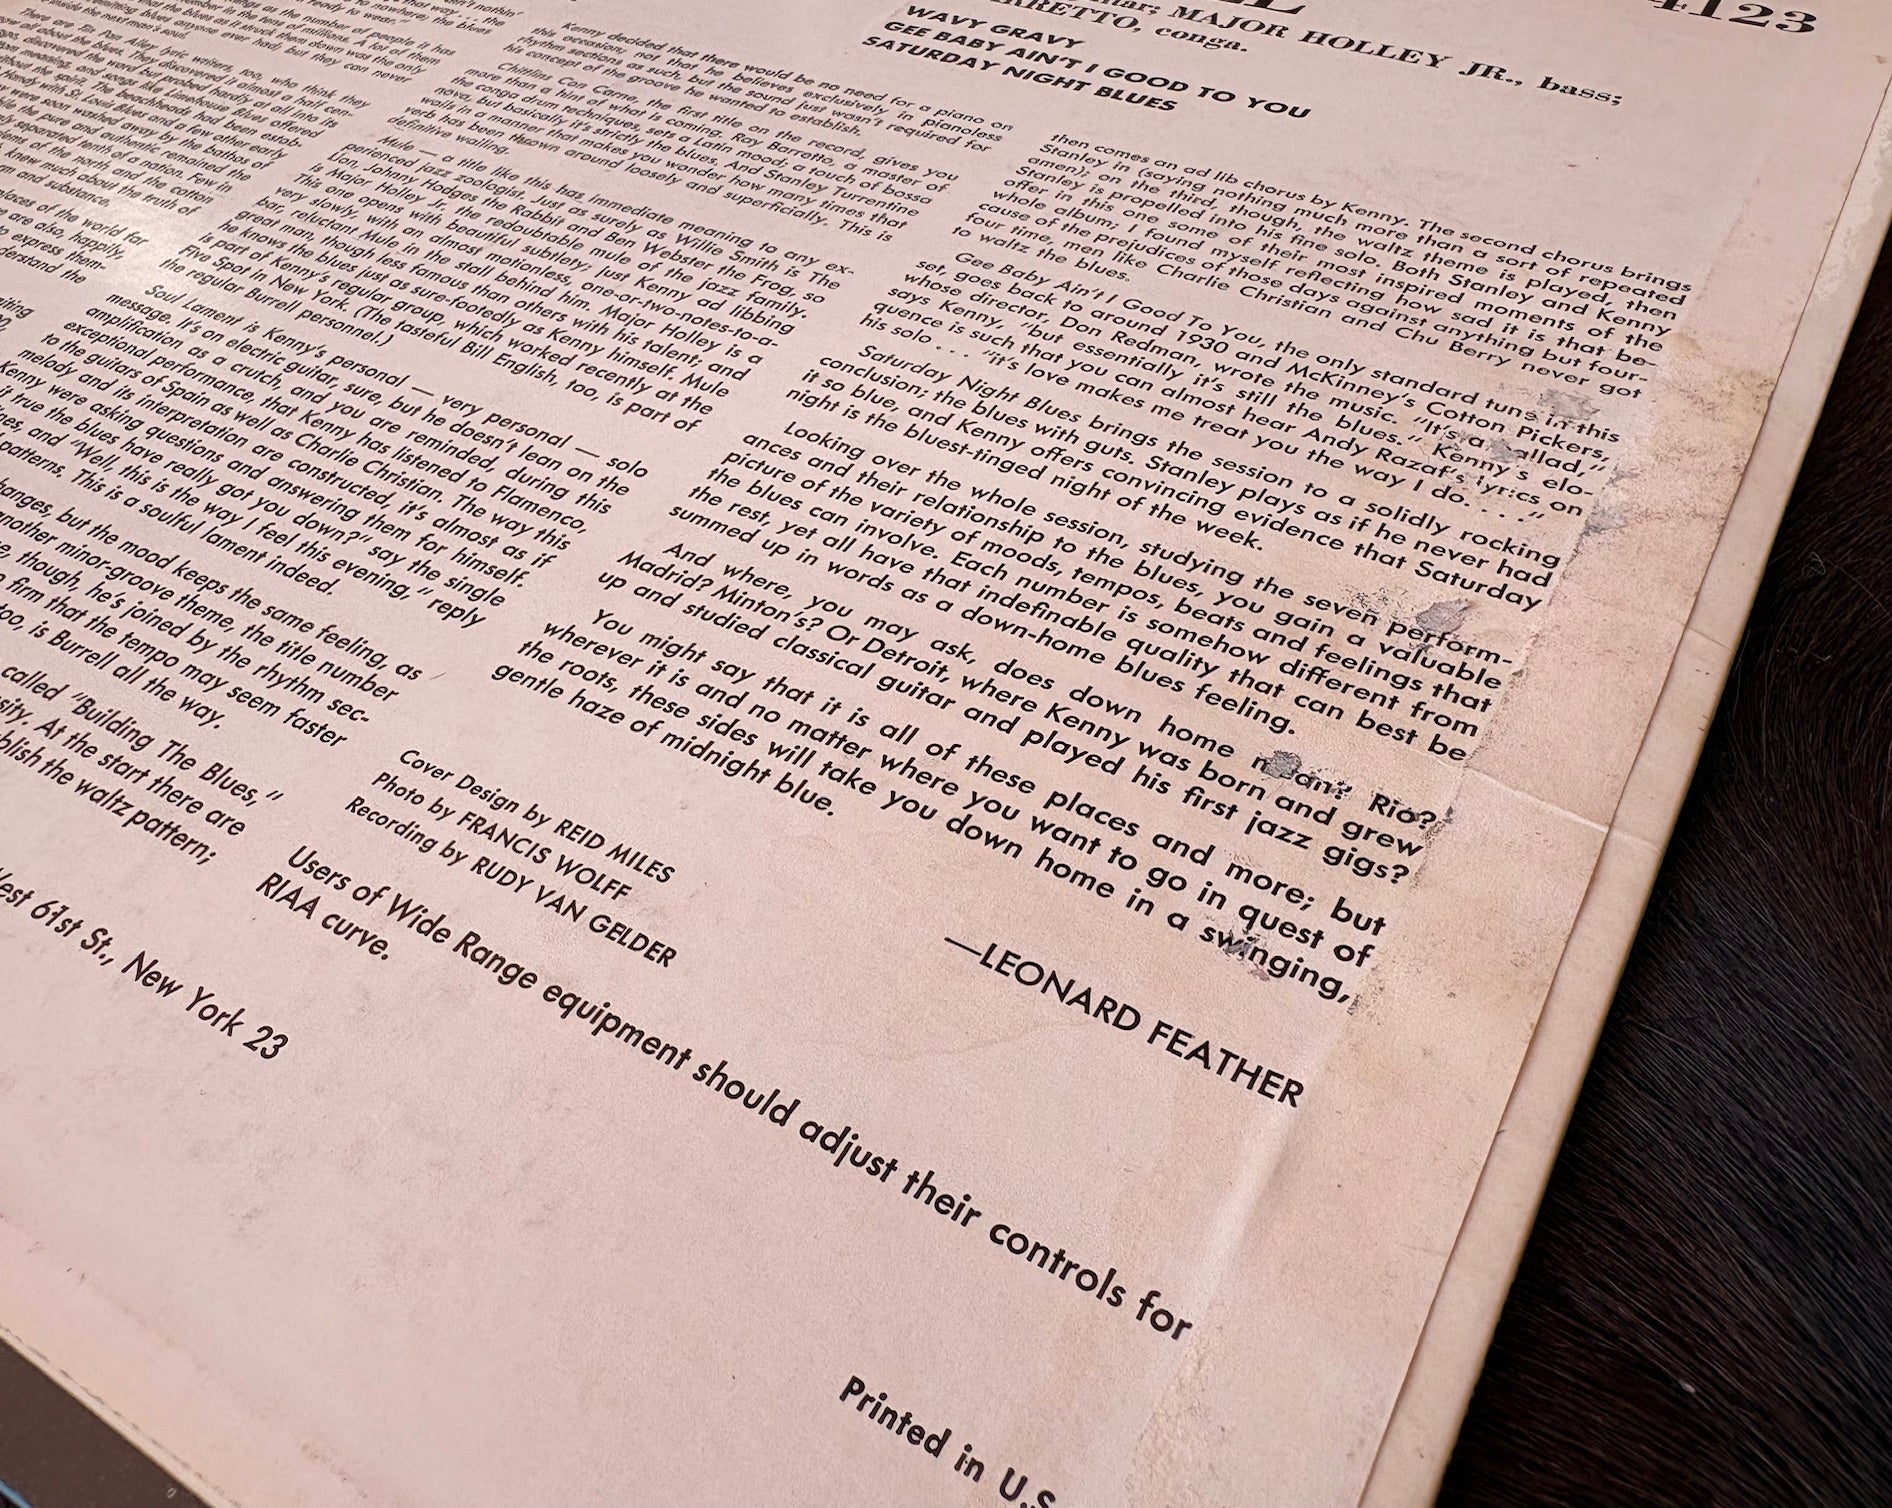 4123
MAJOR HOLLEY JR., bass;
conga.
WAVY GRAVY
GEE BABY AIN'T I GOOD TO YOU
SATURDAY NIGHT BLUES
There are Tin Pan Alley lyric writers, too, who think they
places of the world far
are also, happily,
to express them-
derstand the
Kenny decided that there would be no need for a piano on
this occasion; not that he believes exclusively in pianoless
rhythm sections as such, but the sound just wasn't required for
his concept of the groove he wanted to establish.
Chitlins Con Carne, the first title on the record, gives you
more than a hint of what is coming. Ray Barretto, a master of
the conga drum techniques, sets a Latin mood; a touch of bossa
nova, but basically it's strictly the blues. And Stanley Turrentine
wails in a manner that makes you wonder how many times that
verb has been thrown around loosely and superficially. This is
definitive wailing.
Mule — a title like this has immediate meaning to any ex-
perienced jazz zoologist. Just as surely as Willie Smith is The
Lion, Johnny Hodges the Rabbit and Ben Webster the Frog, so
is Major Holley Jr. the redoubtable mule of the jazz family.
This one opens with beautiful subtlety; just Kenny ad libbing
very slowly, with an almost motionless, one-or-two-notes-to-a-
bar, reluctant Mule in the stall behind him. Major Holley is a
great man, though less famous than others with his talent; and
he knows the blues just as sure-footedly as Kenny himself. Mule
is part of Kenny's regular group, which worked recently at the
Five Spot in New York. (The tasteful Bill English, too, is part of
the regular Burrell personnel.)
Soul Lament is Kenny's personal — very personal — solo
message. It's on electric guitar, sure, but he doesn't lean on the
amplification as a crutch, and you are reminded, during this
exceptional performance, that Kenny has listened to Flamenco,
to the guitars of Spain as well as Charlie Christian. The way this
melody and its interpretation are constructed, it's almost as if
Kenny were asking questions and answering them for himself.
it true the blues have really got you down?" say the single
and "Well, this is the way I feel this evening," reply
patterns. This is a soulful lament indeed.
hanges, but the mood keeps the same feeling, as
another minor-groove theme, the title number
though, he's joined by the rhythm sec-
firm that the tempo may seem faster
too, is Burrell all the way.
called "Building The Blues,"
sity. At the start there are
blish the waltz pattern;
then comes an ad lib chorus by Kenny. The second chorus brings
Stanley in (saying nothing much more than a sort of repeated
amen); on the third, though, the waltz theme is played, then
Stanley is propelled into his fine solo. Both Stanley and Kenny
offer in this one some of their most inspired moments of the
whole album; I found myself reflecting how sad it is that be-
cause of the prejudices of those days against anything but four-
four time, men like Charlie Christian and Chu Berry never got
to waltz the blues.
Gee Baby Ain't I Good To You, the only standard tune in this
set, goes back to around 1930 and McKinney's Cotton Pickers,
whose director, Don Redman, wrote the music. "It's a allad,"
says Kenny, "but essentially it's still the blues." Kenny's elo-
quence is such that you can almost hear Andy Razaf's lyrics on
his solo . . . "it's love makes me treat you the way I do. . . ."
Saturday Night Blues brings the session to a solidly rocking
conclusion; the blues with guts. Stanley plays as if he never had
it so blue, and Kenny offers convincing evidence that Saturday
night is the bluest-tinged night of the week.
Looking over the whole session, studying the seven perform-
ances and their relationship to the blues, you gain a valuable
picture of the variety of moods, tempos, beats and feelings that
the blues can involve. Each number is somehow different from
the rest, yet all have that indefinable quality that can best be
summed up in words as a down-home blues feeling.
And where, you may ask, does down home mean? Rio?
Madrid? Minton's? Or Detroit, where Kenny was born and grew
up and studied classical guitar and played his first jazz gigs?
You might say that it is all of these places and more; but
wherever it is and no matter where you want to go in quest of
the roots, these sides will take you down home in a swinging,
gentle haze of midnight blue.
—LEONARD FEATHER
Cover Design by REID MILES
Photo by FRANCIS WOLFF
Recording by RUDY VAN GELDER
Users of Wide Range equipment should adjust their controls for
RIAA curve.
West 61st St., New York 23
Printed in U.S.